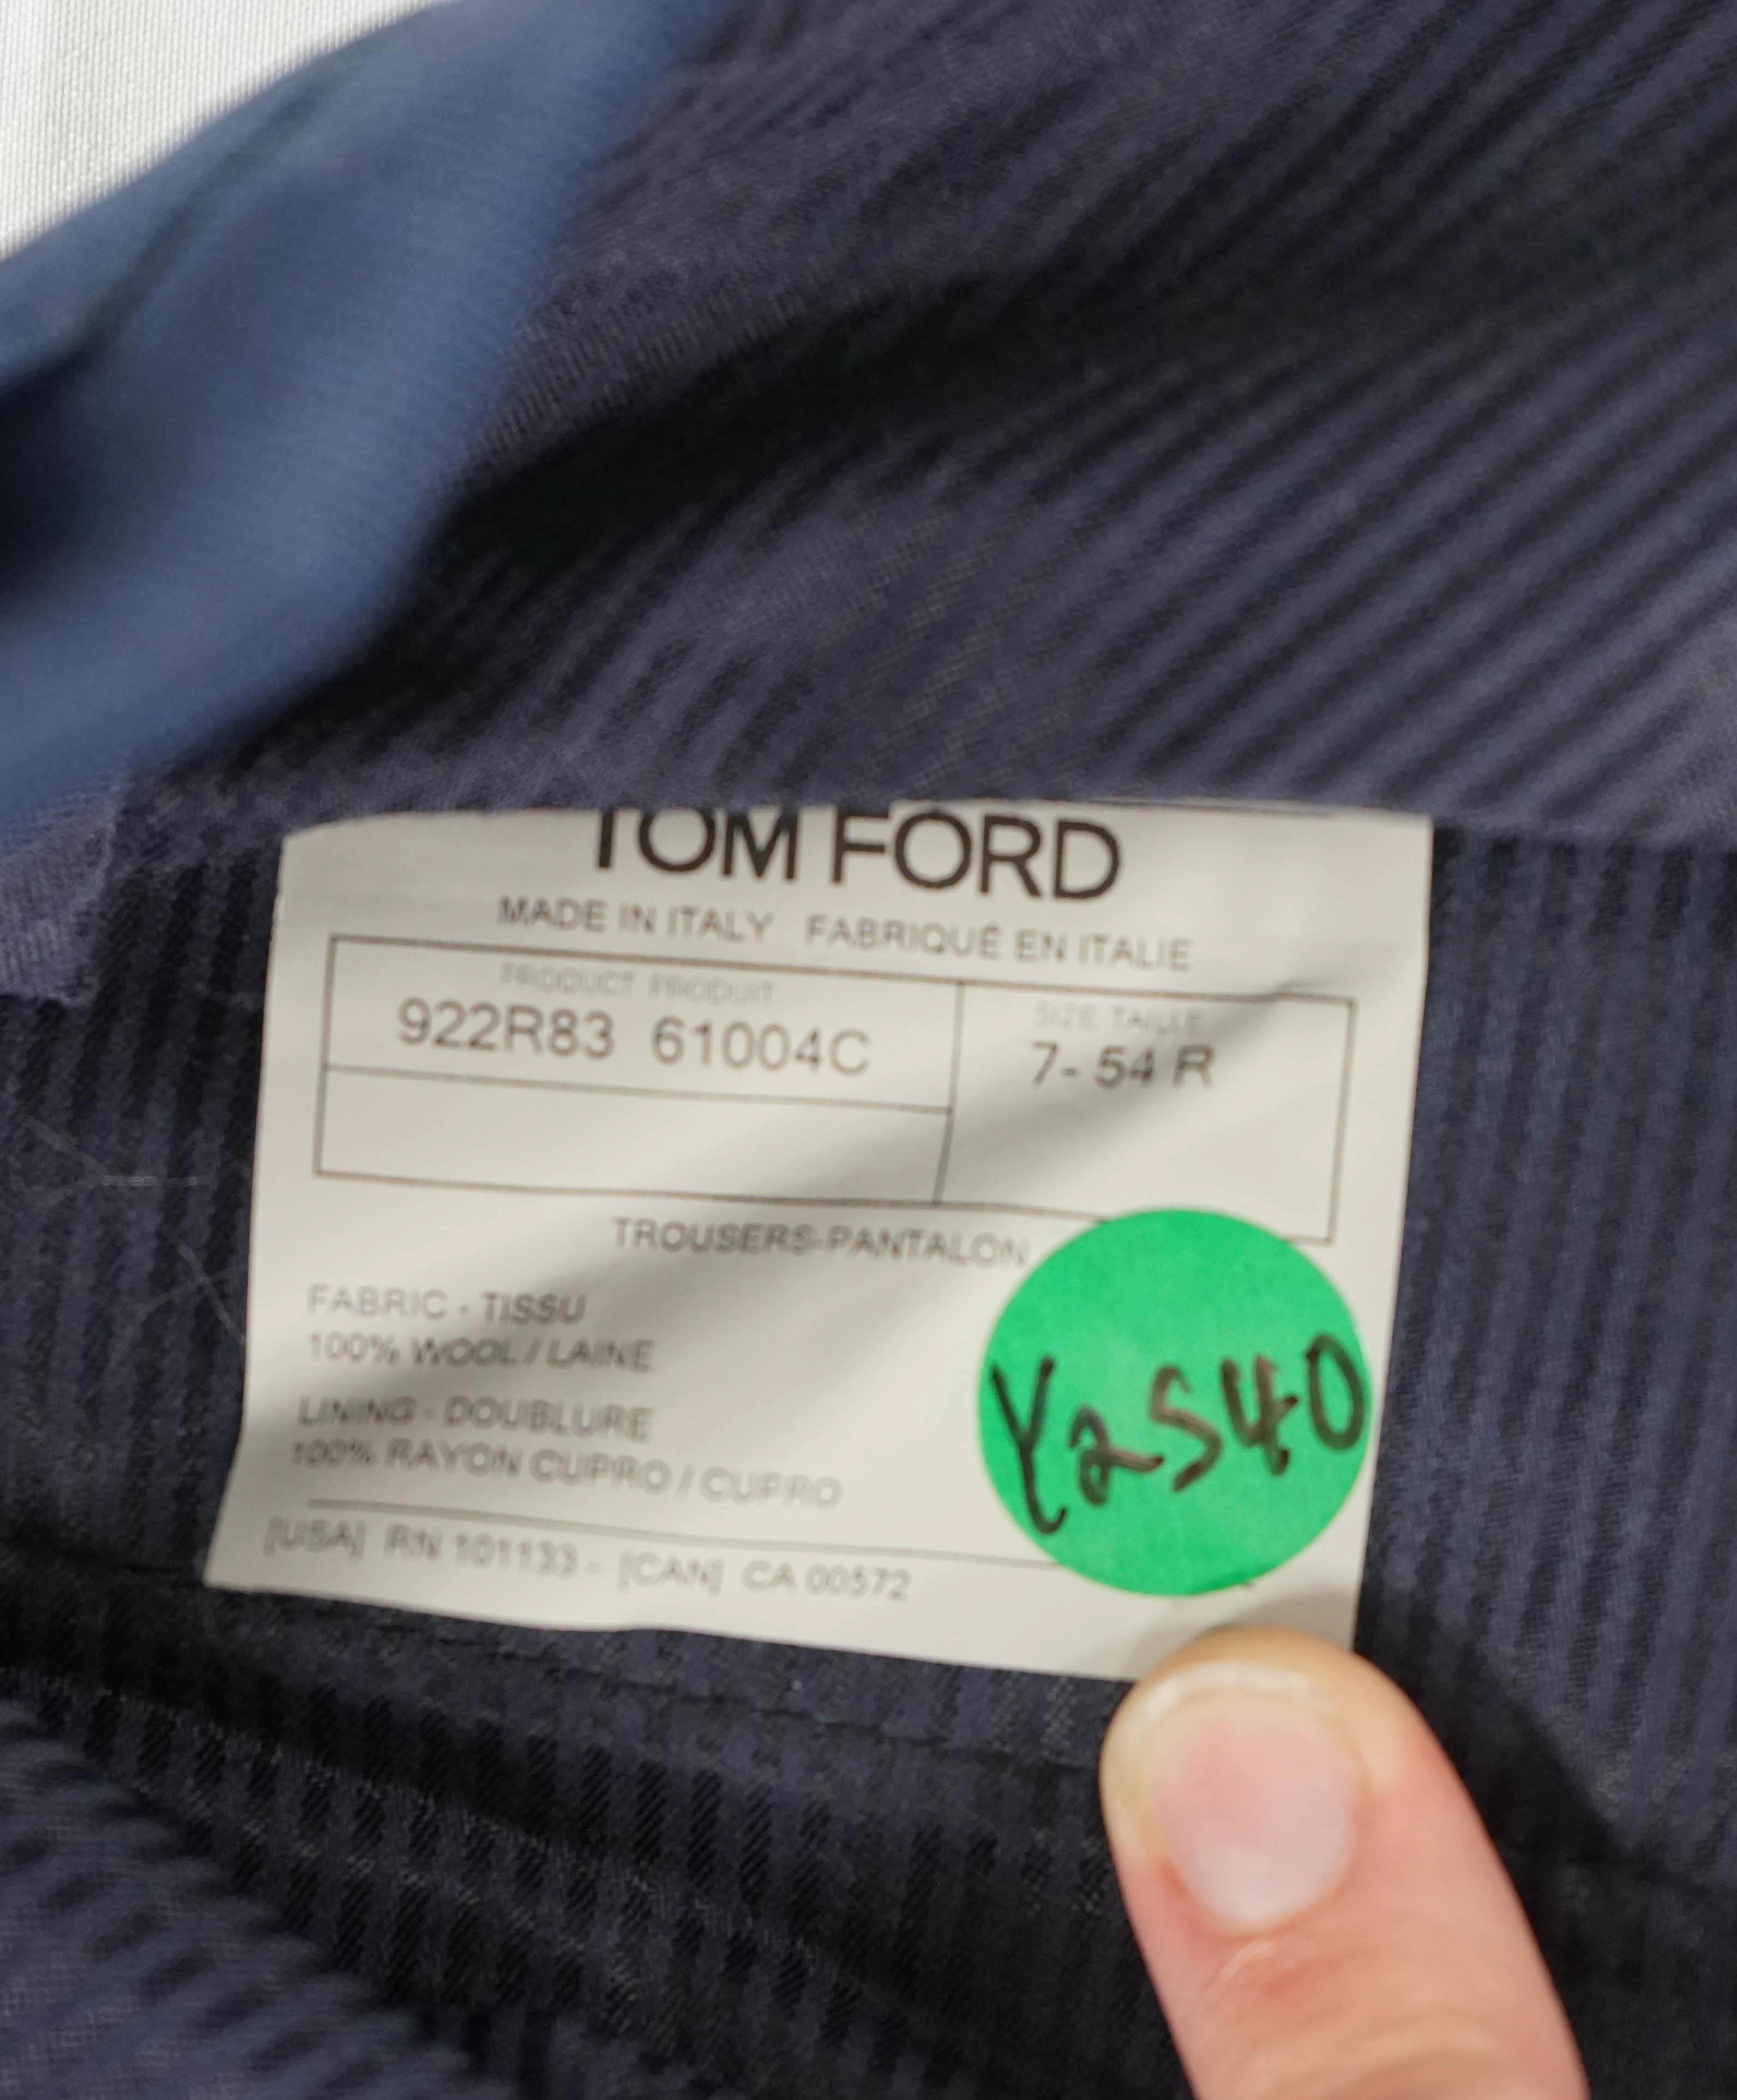 TOM FORD
MADE IN ITALY FABRIQUÉ EN ITALIE
PRODUCT PRODUIT
922R83 61004C
SIZE TAILLE
7- 54 R
TROUSERS-PANTALON
FABRIC - TISSU
100% WOOL / LAINE
LINING - DOUBLURE
100% RAYON CUPRO / CUPRO
[USA] RN 101133 - [CAN] CA 00572
Y2540